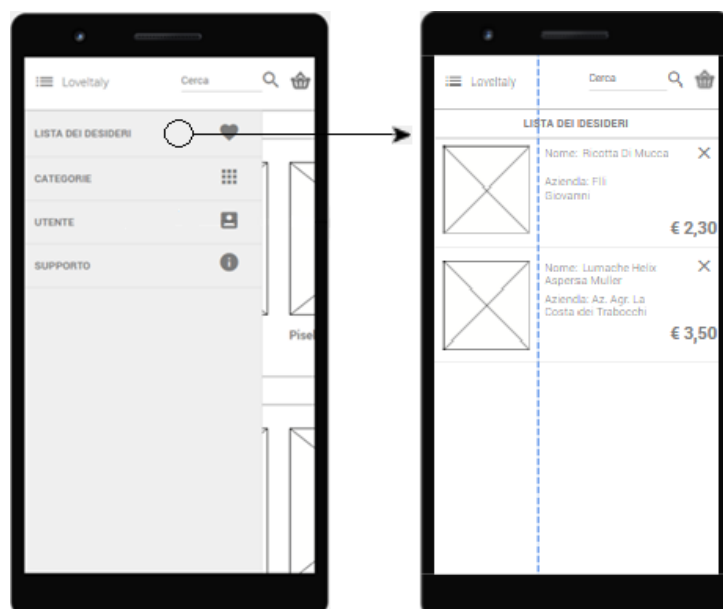 LoveItaly
Cerca
LISTA DEI DESIDERI
CATEGORIE
UTENTE
SUPPORTO
Pisel
LoveItaly
Cerca
LISTA DEI DESIDERI
Nome: Ricotta Di Mucca
Azienda: Flli
Giovanni
€ 2,30
Nome: Lumache Helix
Aspersa Muller
Azienda: Az. Agr. La
Costa dei Trabocchi
€ 3,50